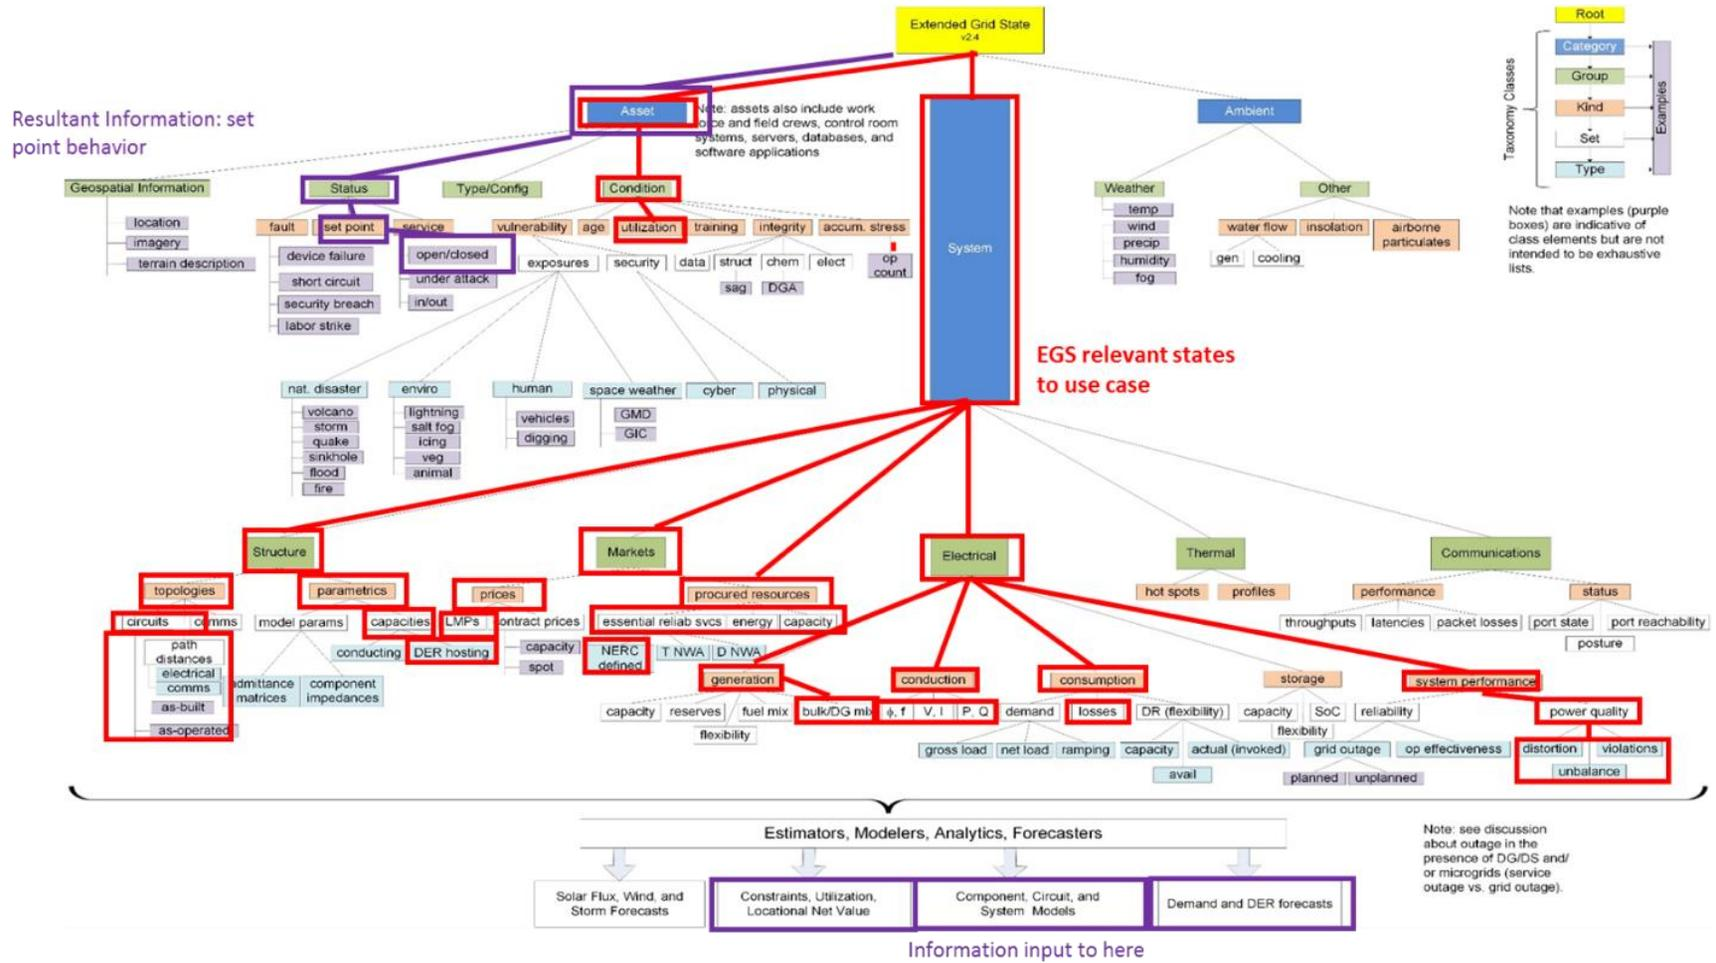 Extended Grid State
v2.4
Root
Category
Group
Kind
Set
Type
Taxonomy Classes
Examples
Note that examples (purple
boxes) are indicative of
class elements but are not
intended to be exhaustive
lists.
Resultant Information: set
point behavior
Asset
Note: assets also include work
force and field crews, control room
systems, servers, databases, and
software applications
System
Ambient
Geospatial Information
location
imagery
terrain description
Status
fault
set point
service
device failure
short circuit
security breach
labor strike
open/closed
under attack
in/out
Type/Config
Condition
vulnerability
age
utilization
training
integrity
accum. stress
exposures
security
data
struct
chem
elect
op
count
sag
DGA
Weather
temp
wind
precip
humidity
fog
Other
water flow
insolation
airborne
particulates
gen
cooling
EGS relevant states
to use case
nat. disaster
enviro
human
space weather
cyber
physical
volcano
storm
quake
sinkhole
flood
fire
lightning
salt fog
icing
veg
animal
vehicles
digging
GMD
GIC
Structure
Markets
Electrical
Thermal
Communications
topologies
parametrics
prices
procured resources
hot spots
profiles
performance
status
circuits
comms
model params
capacities
LMPs
contract prices
essential reliab svcs
energy
capacity
throughputs
latencies
packet losses
port state
port reachability
posture
path
distances
electrical
comms
as-built
as-operated
admittance
matrices
component
impedances
conducting
DER hosting
capacity
spot
NERC
defined
T NWA
D NWA
generation
conduction
consumption
storage
system performance
capacity
reserves
fuel mix
bulk/DG mix
flexibility
ϕ, f
V, I
P, Q
demand
losses
DR (flexibility)
capacity
SoC
flexibility
reliability
power quality
gross load
net load
ramping
capacity
actual (invoked)
avail
grid outage
op effectiveness
planned
unplanned
distortion
violations
unbalance
Estimators, Modelers, Analytics, Forecasters
Solar Flux, Wind, and
Storm Forecasts
Constraints, Utilization,
Locational Net Value
Component, Circuit, and
System Models
Demand and DER forecasts
Note: see discussion
about outage in the
presence of DG/DS and/
or microgrids (service
outage vs. grid outage).
Information input to here